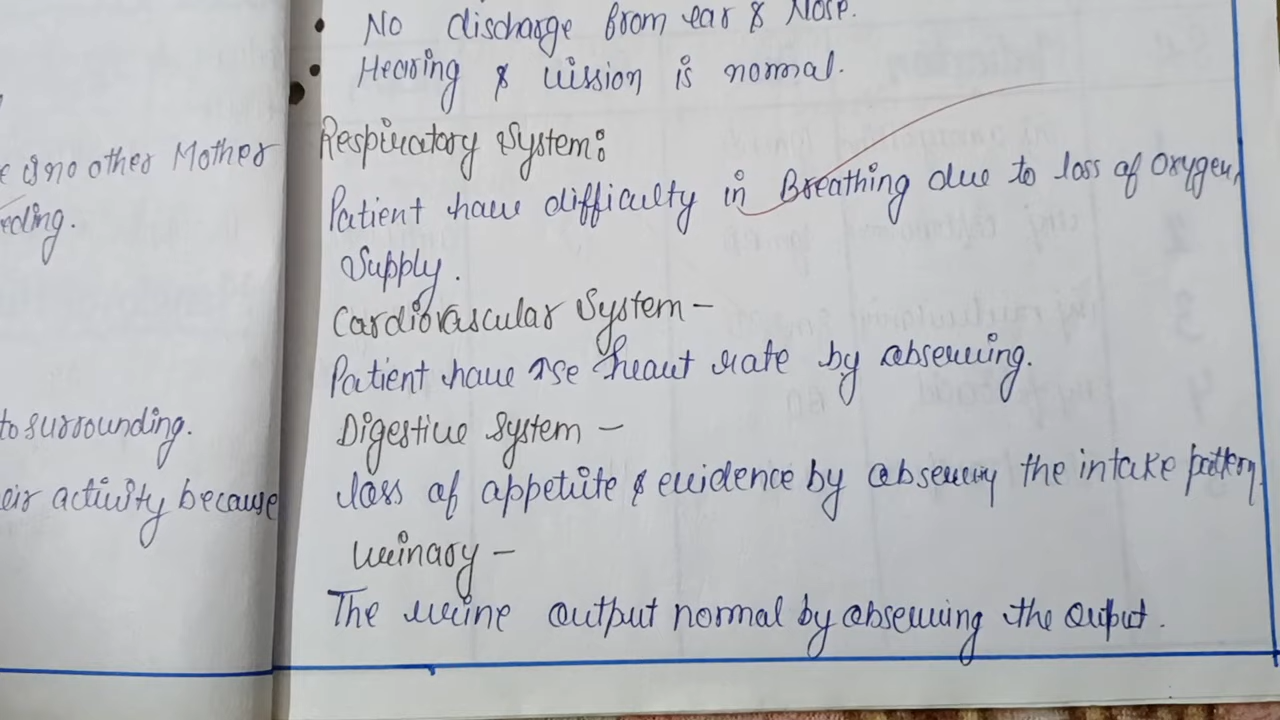 e is no other Mother
eding.
to surrounding.
eir activity because
No discharge from ear & Nose.
Hearing & vission is normal.
Respiratory System:
Patient have difficulty in Breathing due to loss of oxygen
Supply.
Cardiovascular System -
Patient have rse heart rate by observing.
Digestive System -
loss of appetite & evidence by observing the intake pattern.
Urinary -
The urine output normal by observing the output.